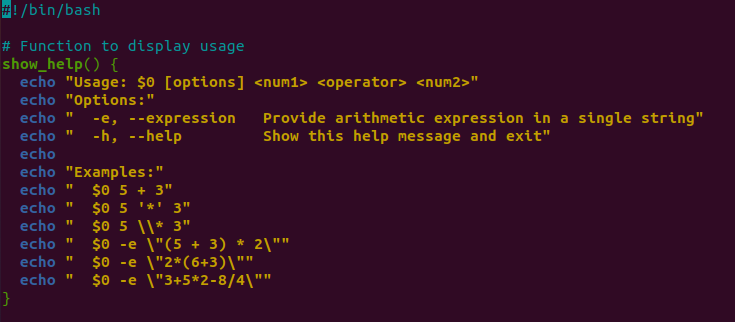 #!/bin/bash
# Function to display usage
show_help() {
  echo "Usage: $0 [options] <num1> <operator> <num2>"
  echo "Options:"
  echo "  -e, --expression   Provide arithmetic expression in a single string"
  echo "  -h, --help         Show this help message and exit"
  echo
  echo "Examples:"
  echo "  $0 5 + 3"
  echo "  $0 5 '*' 3"
  echo "  $0 5 \\* 3"
  echo "  $0 -e \"(5 + 3) * 2\""
  echo "  $0 -e \"2*(6+3)\""
  echo "  $0 -e \"3+5*2-8/4\""
}